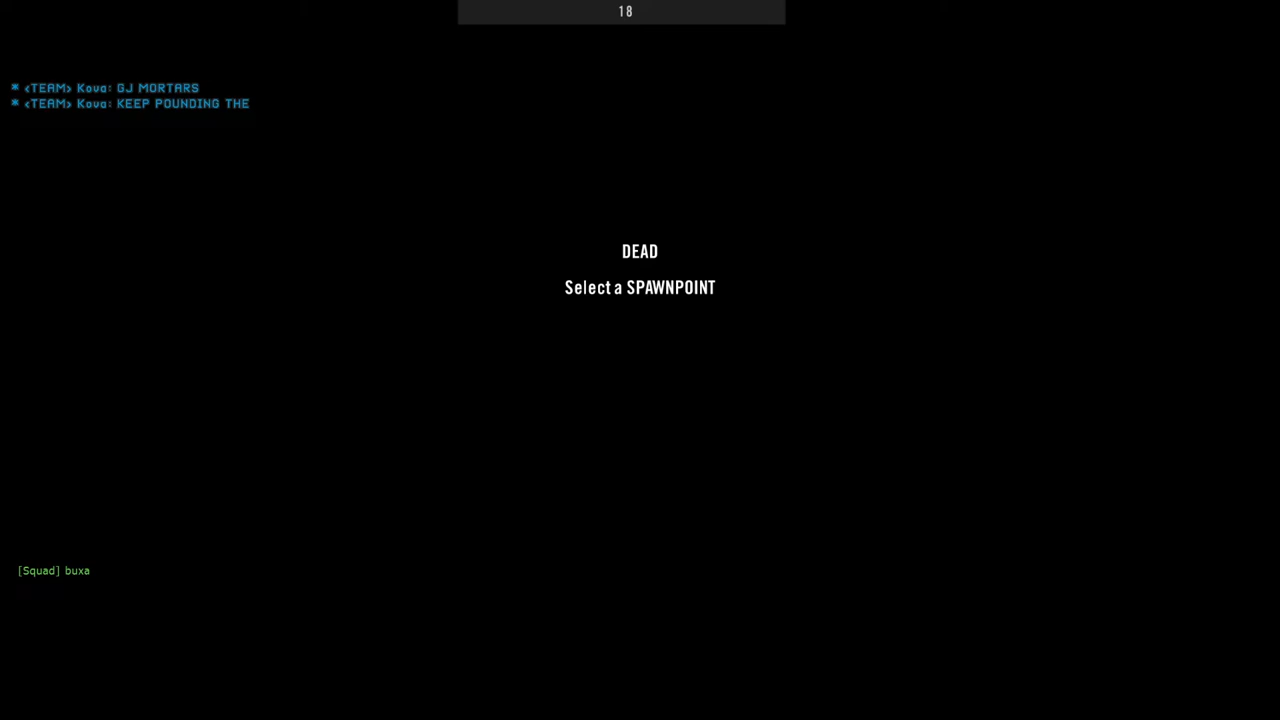 18
* <TEAM> Kova: GJ MORTARS
* <TEAM> Kova: KEEP POUNDING THE
DEAD
Select a SPAWNPOINT
[Squad] buxa